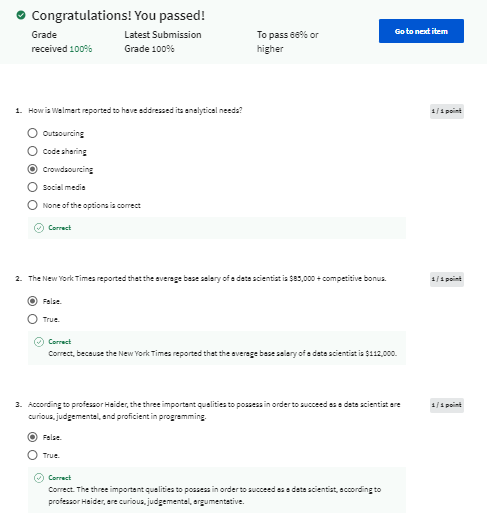 Congratulations! You passed!
Grade
received 100%
Latest Submission
Grade 100%
To pass 66% or
higher
Go to next item
1. How is Walmart reported to have addressed its analytical needs?
1 / 1 point
Outsourcing
Code sharing
Crowdsourcing
Social media
None of the options is correct
Correct
2. The New York Times reported that the average base salary of a data scientist is $85,000 + competitive bonus.
1 / 1 point
False.
True.
Correct
Correct, because the New York Times reported that the average base salary of a data scientist is $112,000.
3. According to professor Haider, the three important qualities to possess in order to succeed as a data scientist are
curious, judgemental, and proficient in programming.
1 / 1 point
False.
True.
Correct
Correct. The three important qualities to possess in order to succeed as a data scientist, according to
professor Haider, are curious, judgemental, argumentative.